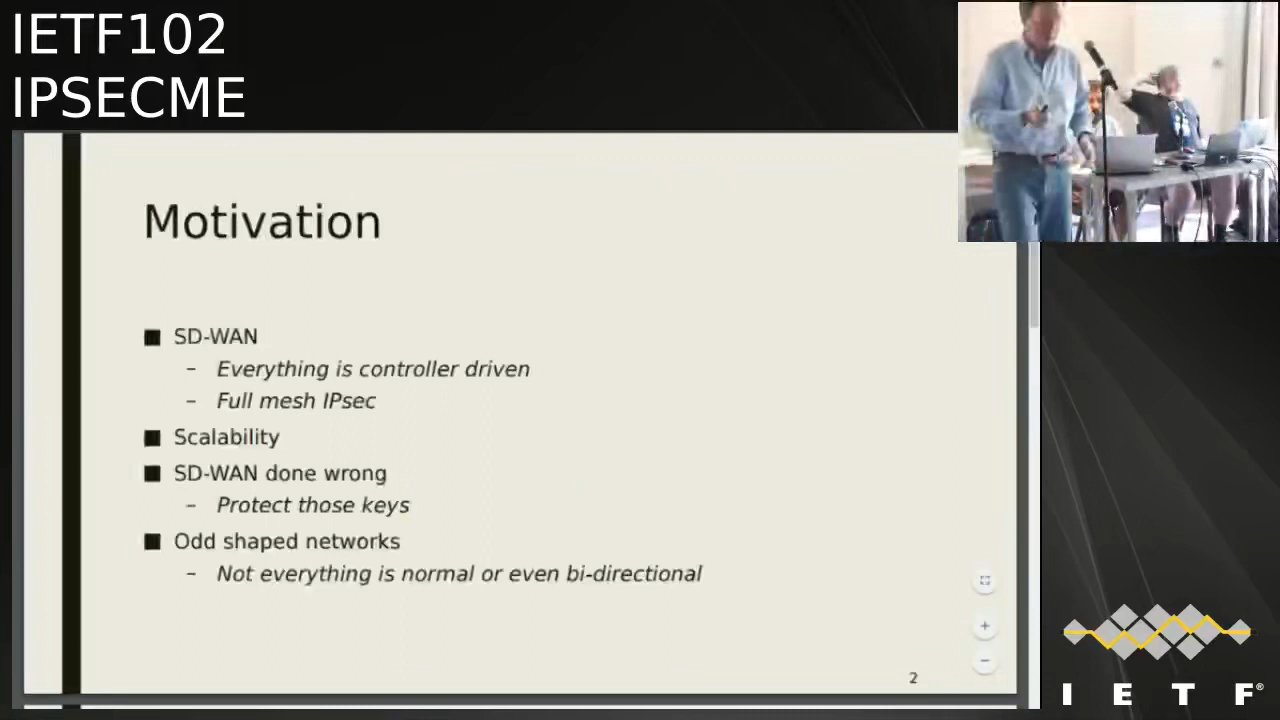 IETF102
IPSECME
Motivation
■ SD-WAN
– Everything is controller driven
– Full mesh IPsec
■ Scalability
■ SD-WAN done wrong
– Protect those keys
■ Odd shaped networks
– Not everything is normal or even bi-directional
2
I E T F®